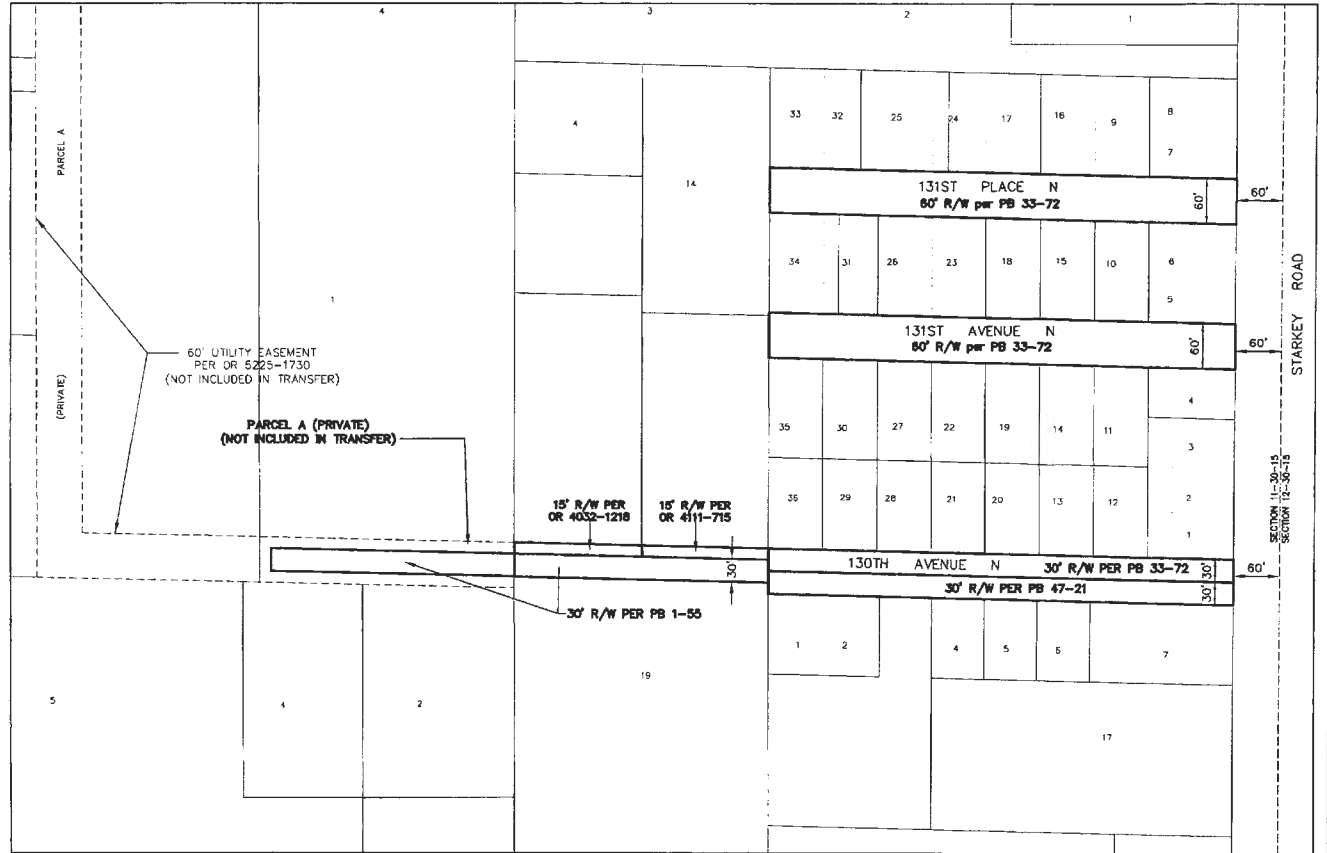 4
3
2
1
33
32
25
24
17
16
9
8
7
4
14
PARCEL A
131ST PLACE N
60' R/W per PB 33-72
60'
60'
34
31
26
23
18
15
10
6
5
1
131ST AVENUE N
60' R/W per PB 33-72
60'
60'
STARKEY ROAD
60' UTILITY EASEMENT
PER OR 5225-1730
(NOT INCLUDED IN TRANSFER)
(PRIVATE)
PARCEL A (PRIVATE)
(NOT INCLUDED IN TRANSFER)
35
30
27
22
19
14
11
4
3
36
29
28
21
20
13
12
2
1
SECTION 11-30-15
SECTION 12-30-15
15' R/W PER
OR 4032-1218
15' R/W PER
OR 4111-715
30'
130TH AVENUE N
30' R/W PER PB 33-72
30'
60'
30' R/W PER PB 47-21
30'
30' R/W PER PB 1-55
1
2
4
5
6
7
5
4
2
19
17